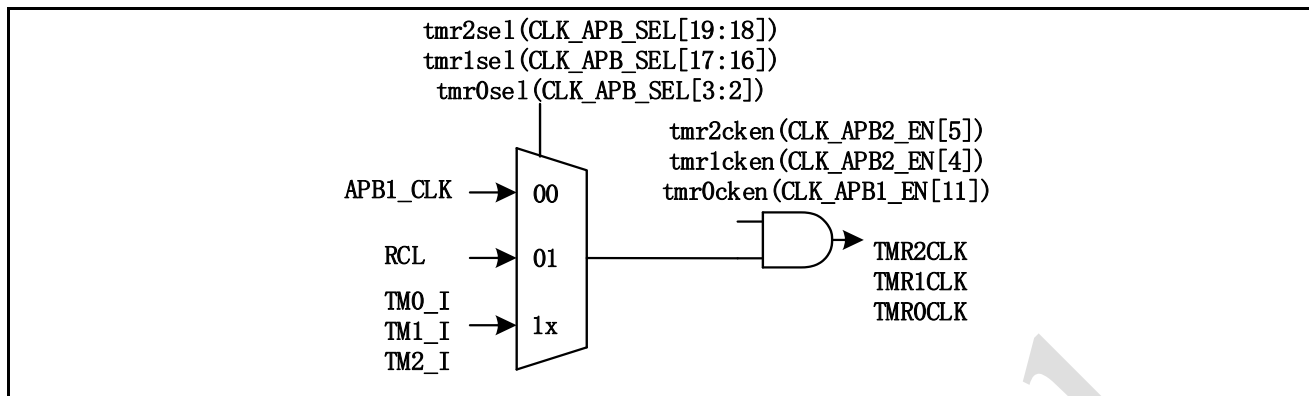 tmr2sel(CLK_APB_SEL[19:18])
tmr1sel(CLK_APB_SEL[17:16])
tmr0sel(CLK_APB_SEL[3:2])
tmr2cken(CLK_APB2_EN[5])
tmr1cken(CLK_APB2_EN[4])
tmr0cken(CLK_APB1_EN[11])
APB1_CLK
00
RCL
01
TM0_I
TM1_I
TM2_I
1x
TMR2CLK
TMR1CLK
TMR0CLK